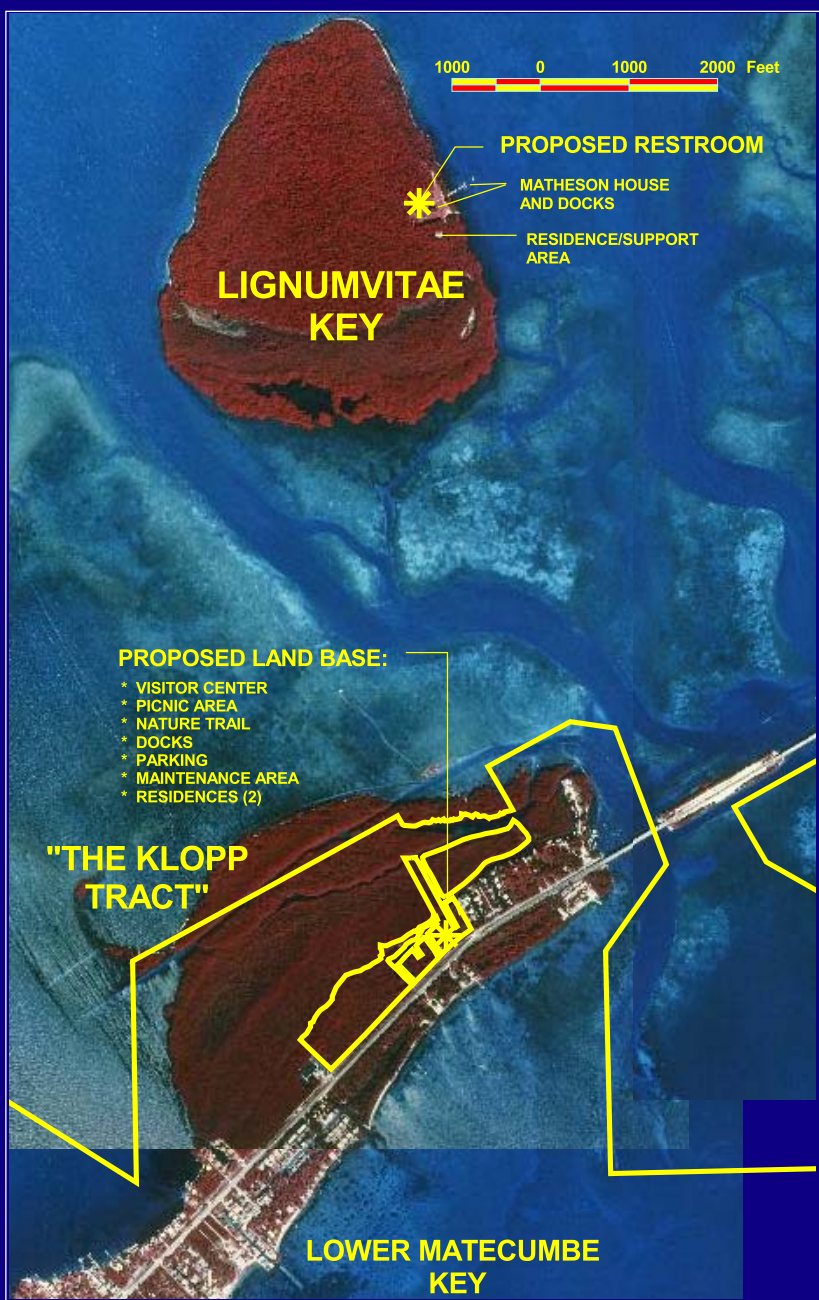 1000 0 1000 2000 Feet
PROPOSED RESTROOM
MATHESON HOUSE
AND DOCKS
RESIDENCE/SUPPORT
AREA
LIGNUMVITAE
KEY
PROPOSED LAND BASE:
* VISITOR CENTER
* PICNIC AREA
* NATURE TRAIL
* DOCKS
* PARKING
* MAINTENANCE AREA
* RESIDENCES (2)
"THE KLOPP
TRACT"
LOWER MATECUMBE
KEY